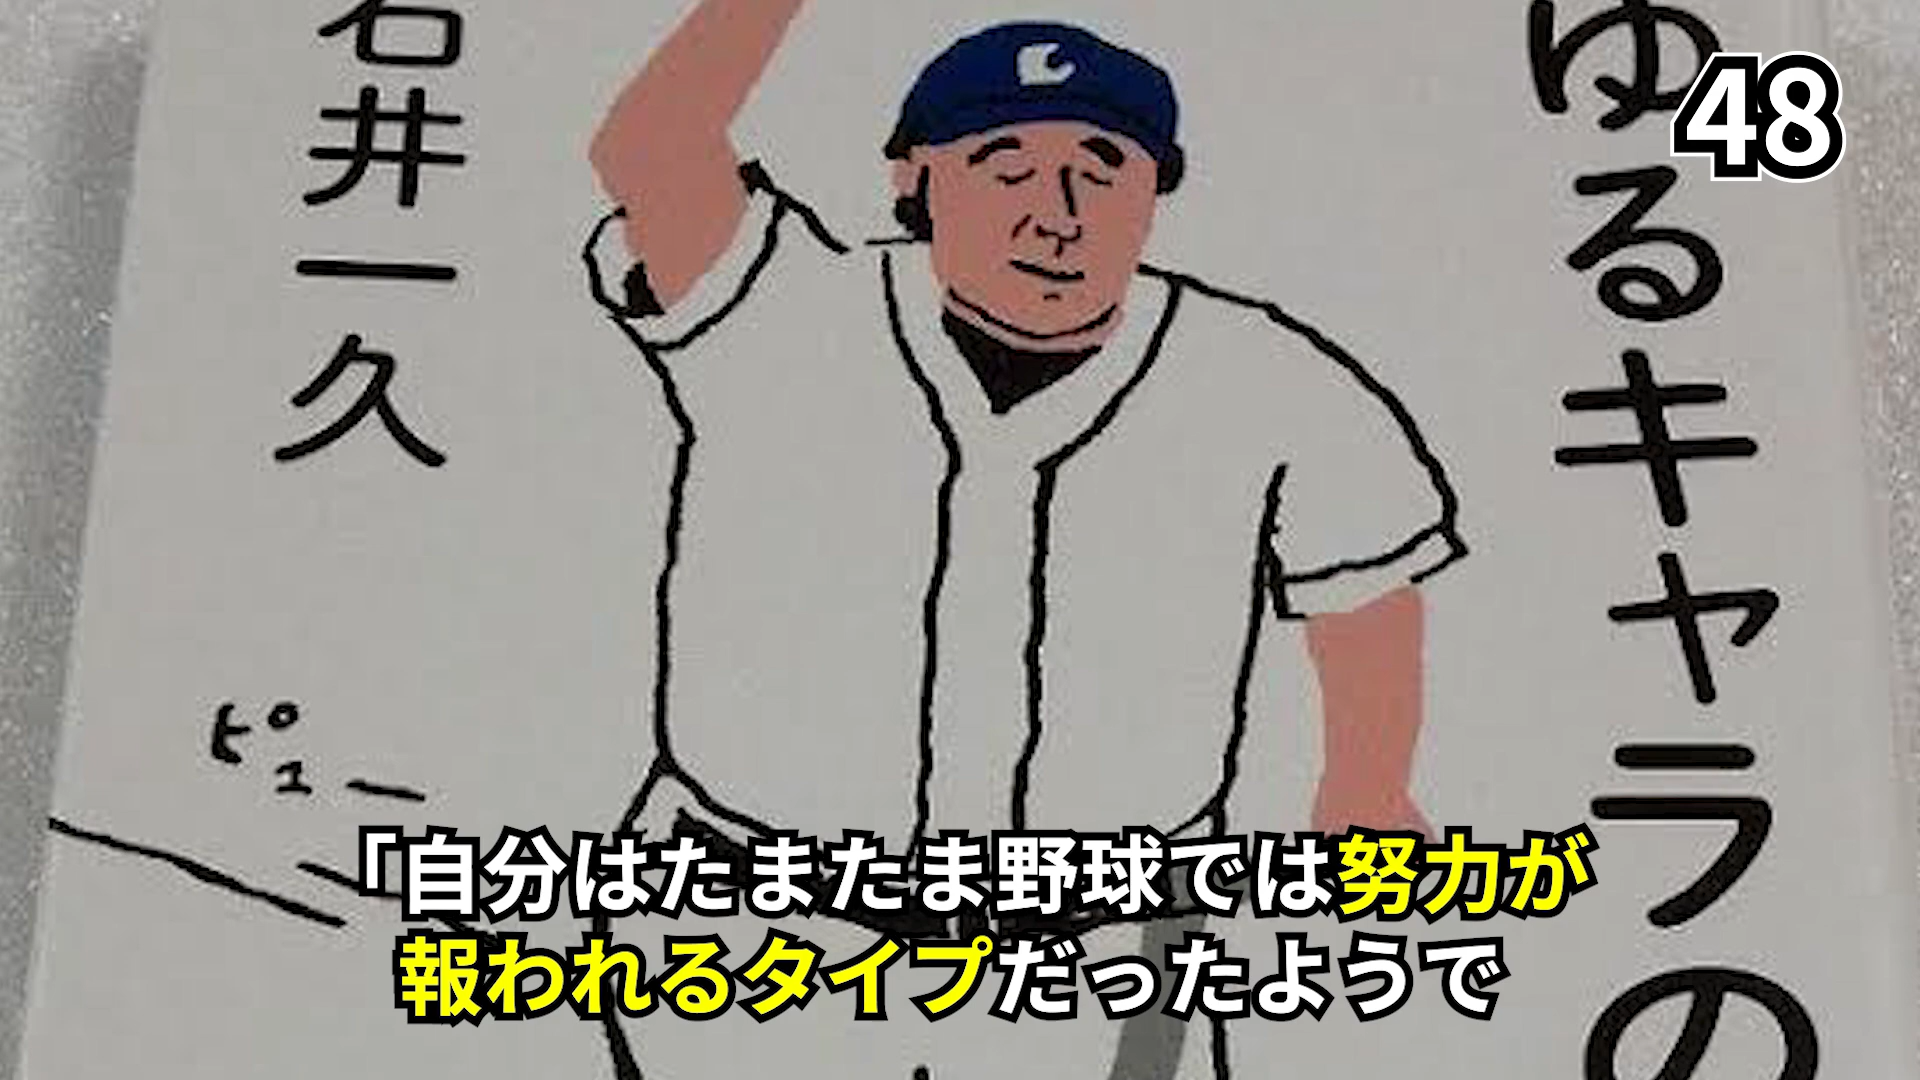 ゆるキャラの
48
石井一久
ピュー
「自分はたまたま野球では努力が
報われるタイプだったようで